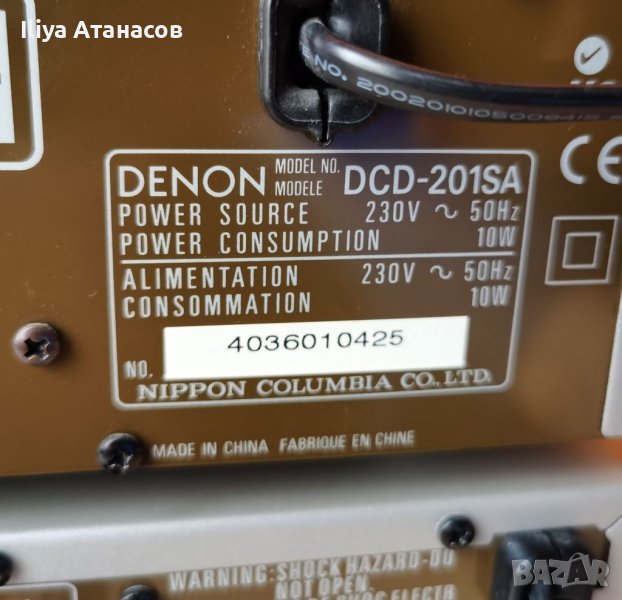 Iliya Атанасов
NO. 2002010105008415
DENON MODEL NO. MODELE DCD-201SA
POWER SOURCE 230V ~ 50Hz
POWER CONSUMPTION 10W
ALIMENTATION 230V ~ 50Hz
CONSOMMATION 10W
NO. 4036010425
NIPPON COLUMBIA CO., LTD.
CE
MADE IN CHINA FABRIQUE EN CHINE
WARNING:SHOCK HAZARD-DO
NOT OPEN.
BAZAR